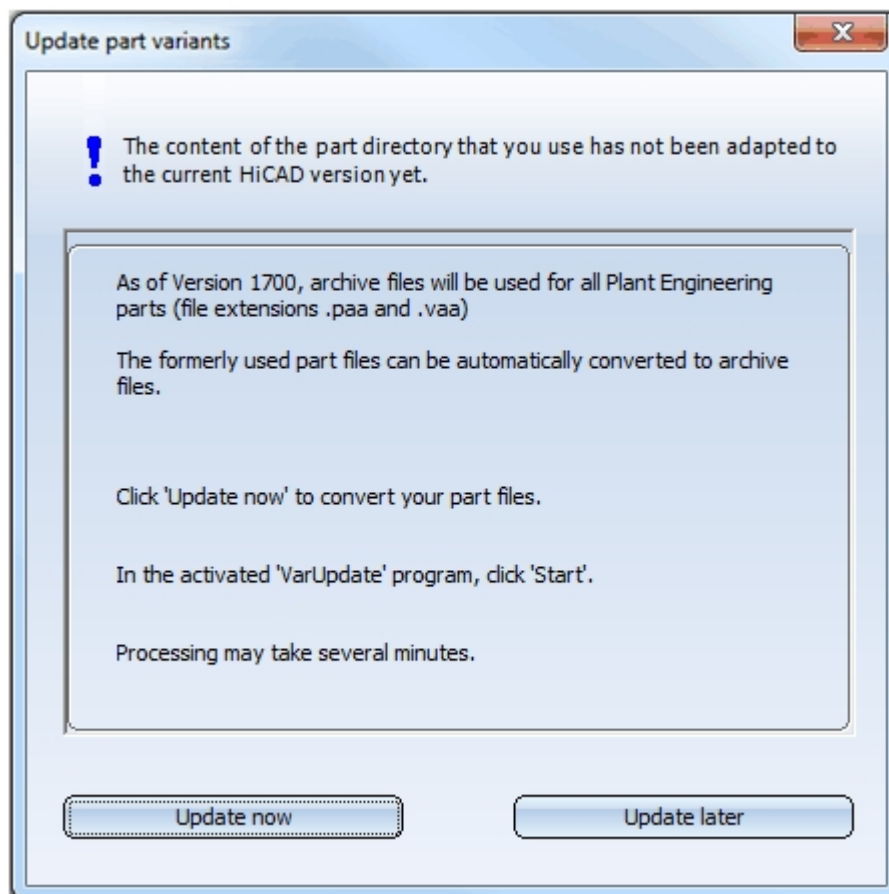 Update part variants
The content of the part directory that you use has not been adapted to
the current HiCAD version yet.
As of Version 1700, archive files will be used for all Plant Engineering
parts (file extensions .paa and .vaa)
The formerly used part files can be automatically converted to archive
files.
Click 'Update now' to convert your part files.
In the activated 'VarUpdate' program, click 'Start'.
Processing may take several minutes.
Update now
Update later